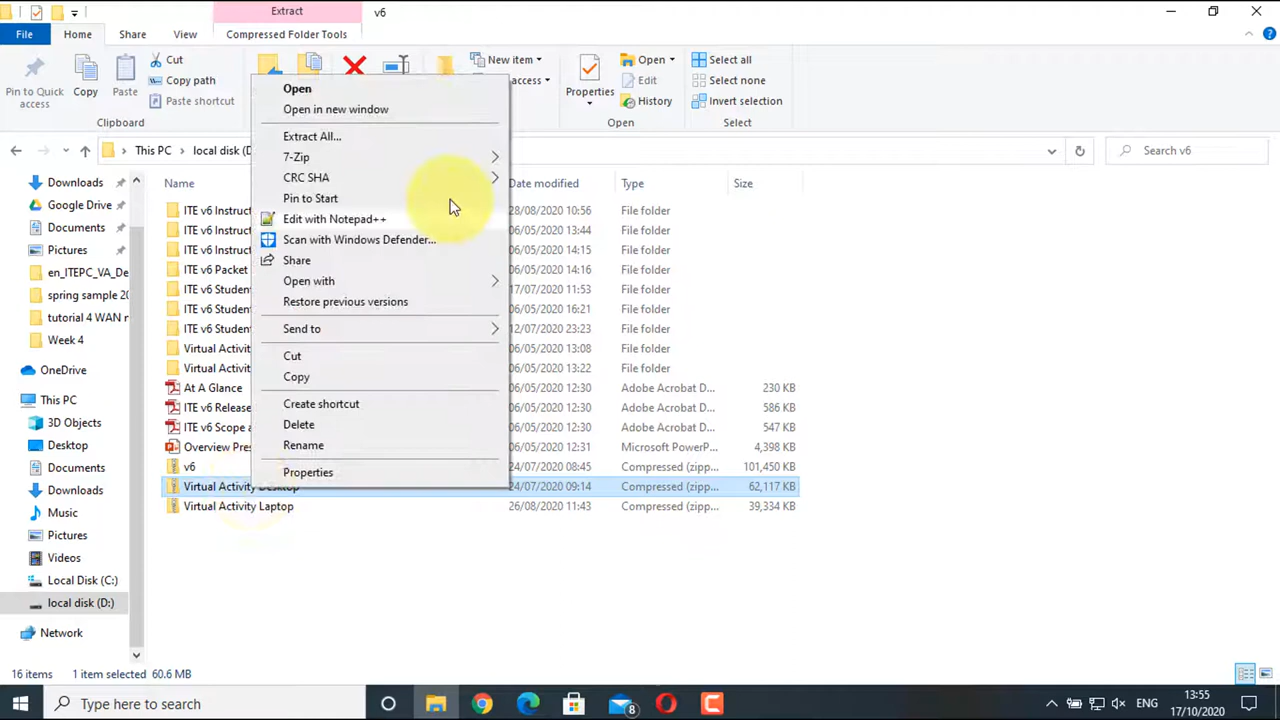 Extract
v6
File
Home
Share
View
Compressed Folder Tools
Pin to Quick access
Copy
Paste
Cut
Copy path
Paste shortcut
Clipboard
New item
access
Properties
Open
Edit
History
Open
Select all
Select none
Invert selection
Select
This PC
local disk (D
Search v6
Open
Open in new window
Extract All...
7-Zip
CRC SHA
Pin to Start
Edit with Notepad++
Scan with Windows Defender...
Share
Open with
Restore previous versions
Send to
Cut
Copy
Create shortcut
Delete
Rename
Properties
Downloads
Google Drive
Documents
Pictures
en_ITEPC_VA_De
spring sample 20
tutorial 4 WAN n
Week 4
OneDrive
This PC
3D Objects
Desktop
Documents
Downloads
Music
Pictures
Videos
Local Disk (C:)
local disk (D:)
Network
Name Date modified Type Size
ITE v6 Instruc 28/08/2020 10:56 File folder
ITE v6 Instruc 06/05/2020 13:44 File folder
ITE v6 Instruc 06/05/2020 14:15 File folder
ITE v6 Packet 06/05/2020 14:16 File folder
ITE v6 Studen 17/07/2020 11:53 File folder
ITE v6 Studen 06/05/2020 16:21 File folder
ITE v6 Studen 12/07/2020 23:23 File folder
Virtual Activi 06/05/2020 13:08 File folder
Virtual Activi 06/05/2020 13:22 File folder
At A Glance 06/05/2020 12:30 Adobe Acrobat D... 230 KB
ITE v6 Release 06/05/2020 12:30 Adobe Acrobat D... 586 KB
ITE v6 Scope a 06/05/2020 12:30 Adobe Acrobat D... 547 KB
Overview Pres 06/05/2020 12:31 Microsoft PowerP... 4,398 KB
v6 24/07/2020 08:45 Compressed (zipp... 101,450 KB
Virtual Activity Desktop 24/07/2020 09:14 Compressed (zipp... 62,117 KB
Virtual Activity Laptop 26/08/2020 11:43 Compressed (zipp... 39,334 KB
16 items 1 item selected 60.6 MB
Type here to search
8
ENG
13:55
17/10/2020